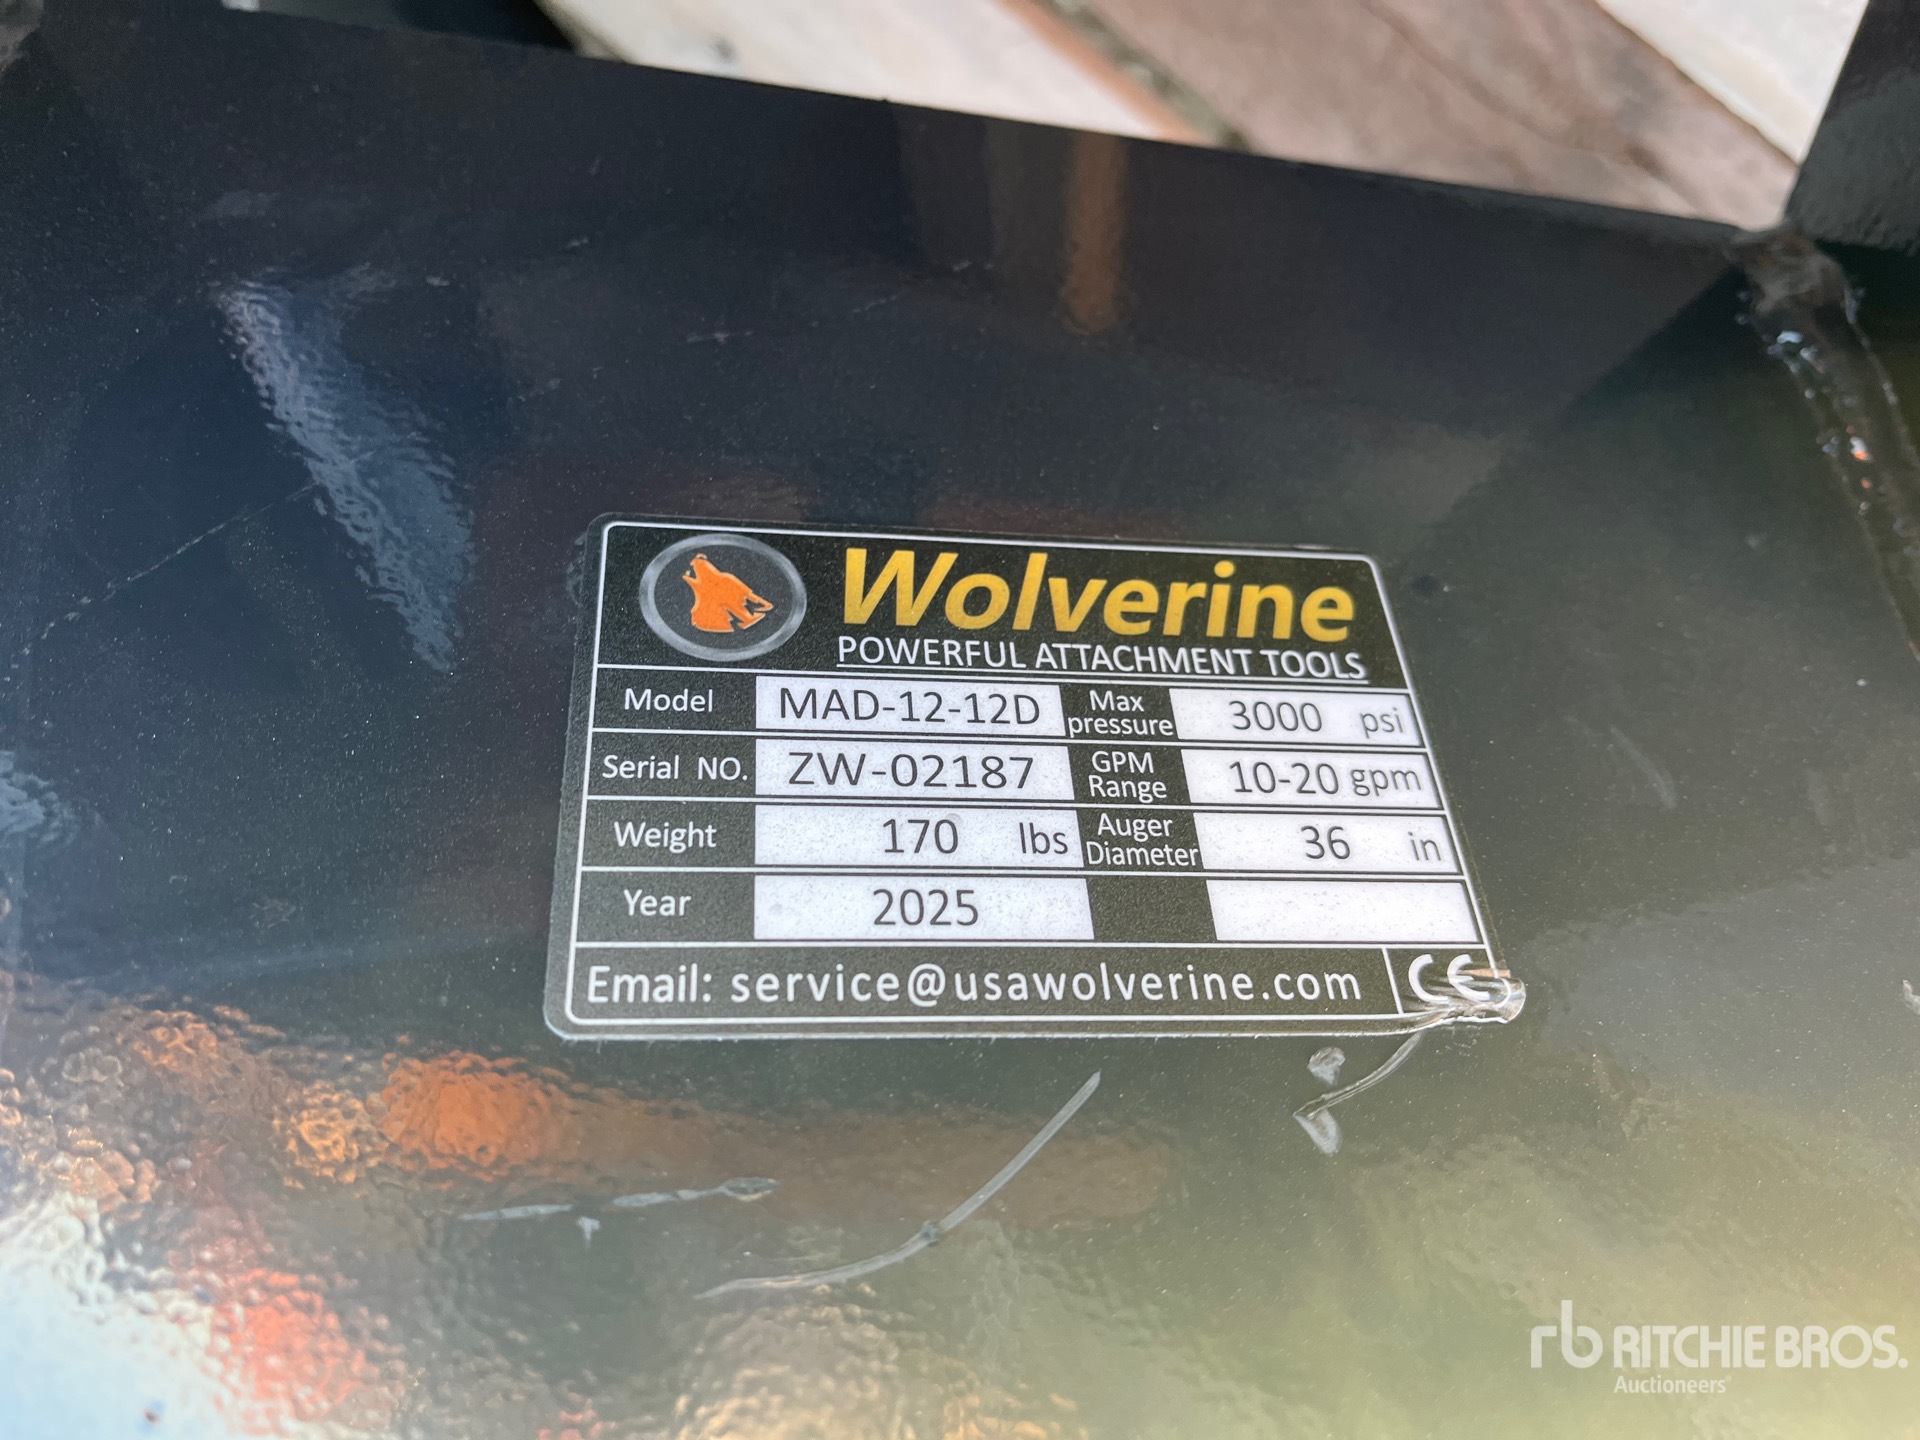 Wolverine
POWERFUL ATTACHMENT TOOLS
Model MAD-12-12D Max pressure 3000 psi
Serial NO. ZW-02187 GPM Range 10-20 gpm
Weight 170 lbs Auger Diameter 36 in
Year 2025
Email: service@usawolverine.com CE
rb RITCHIE BROS.
Auctioneers